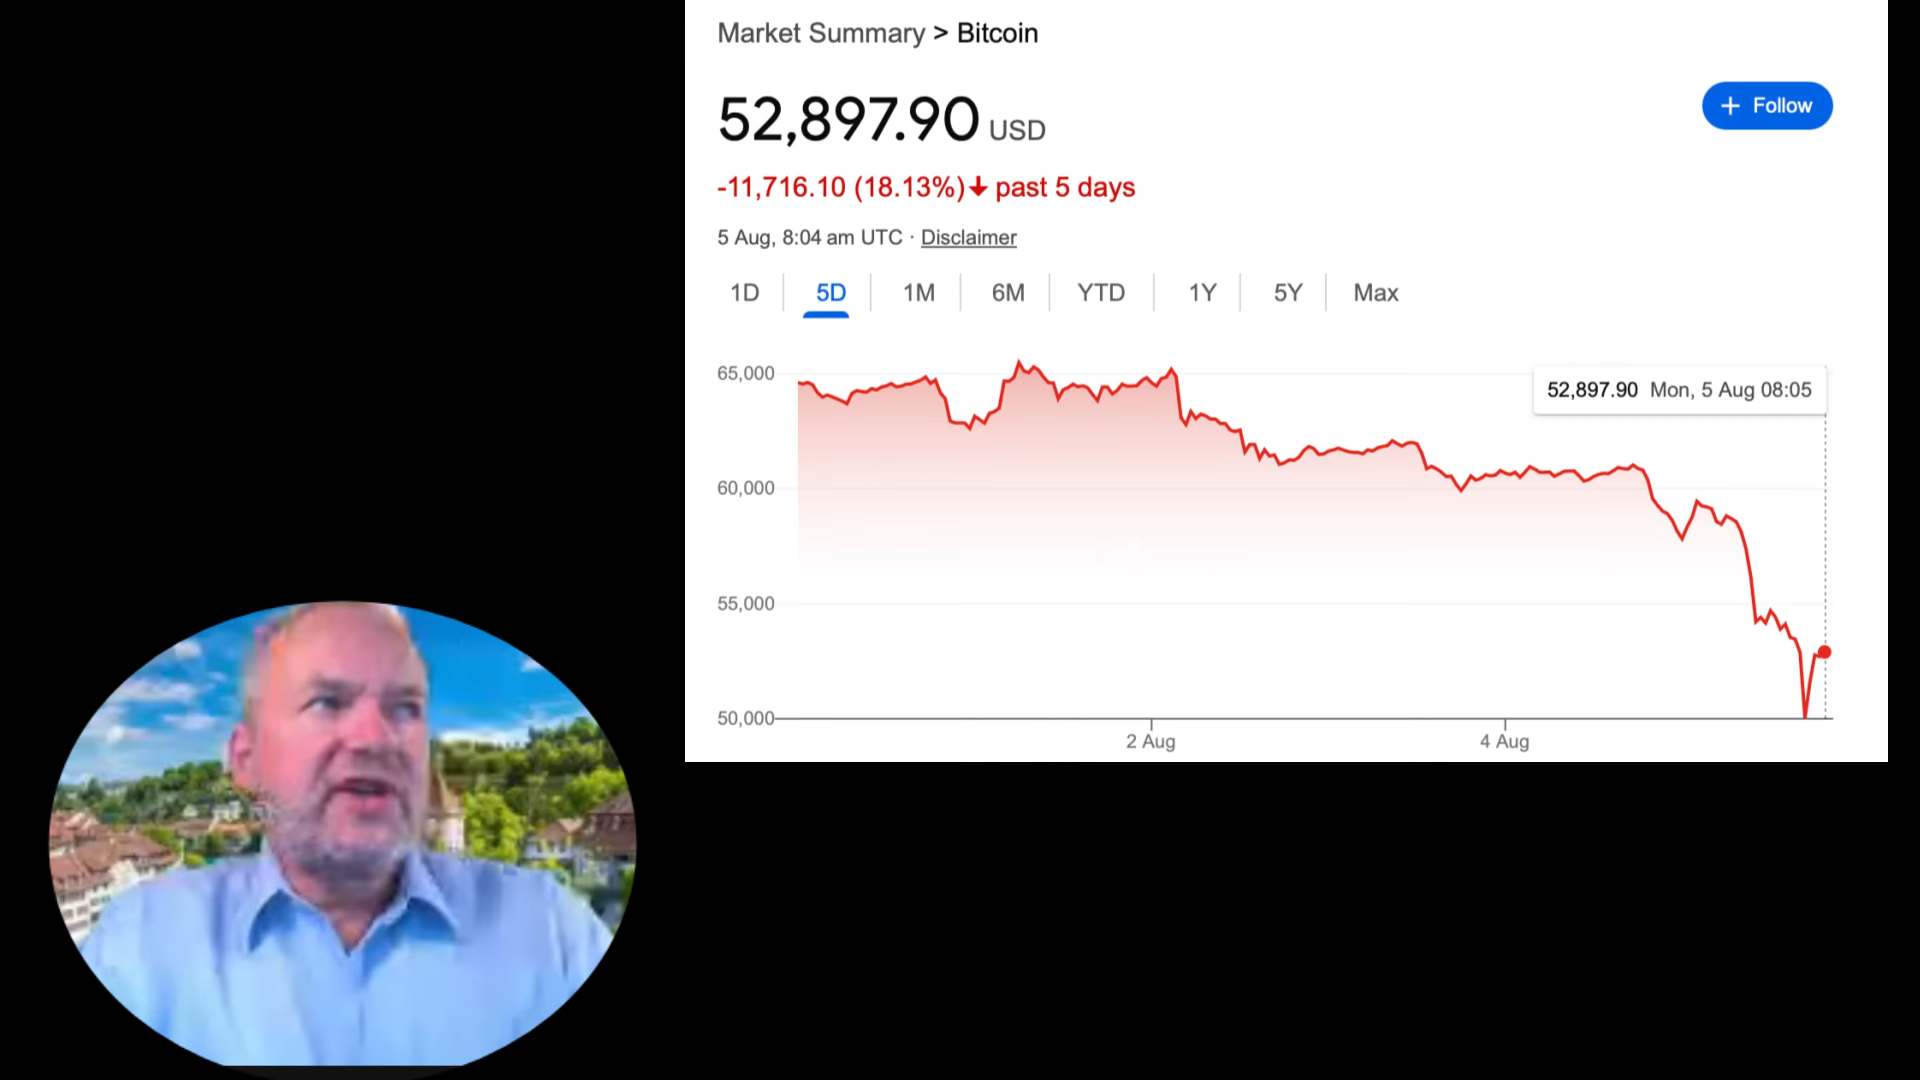 Market Summary > Bitcoin
52,897.90 USD
+ Follow
-11,716.10 (18.13%)↓ past 5 days
5 Aug, 8:04 am UTC · Disclaimer
1D 5D 1M 6M YTD 1Y 5Y Max
65,000
52,897.90 Mon, 5 Aug 08:05
60,000
55,000
50,000
2 Aug 4 Aug